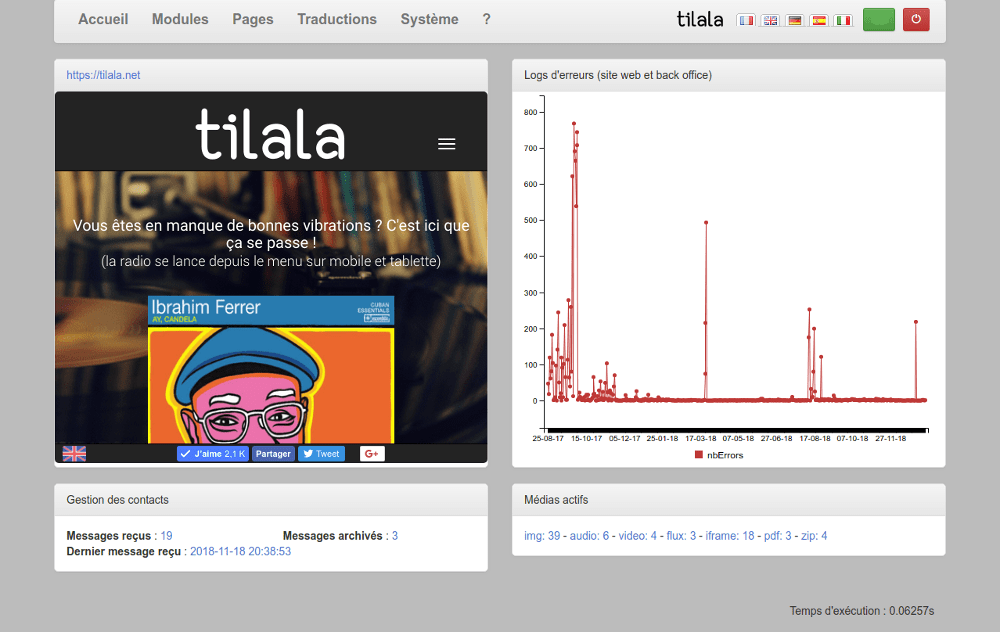 Accueil Modules Pages Traductions Système ? tilala
https://tilala.net
tilala
Vous êtes en manque de bonnes vibrations ? C'est ici que
ça se passe !
(la radio se lance depuis le menu sur mobile et tablette)
Ibrahim Ferrer
AY, CANDELA
CUBAN
ESSENTIALS
J'aime 2,1 K Partager Tweet G+
Logs d'erreurs (site web et back office)
800
700
600
500
400
300
200
100
0
25-08-17 15-10-17 05-12-17 25-01-18 17-03-18 07-05-18 27-06-18 17-08-18 07-10-18 27-11-18
nbErrors
Gestion des contacts
Messages reçus : 19 Messages archivés : 3
Dernier message reçu : 2018-11-18 20:38:53
Médias actifs
img: 39 - audio: 6 - video: 4 - flux: 3 - iframe: 18 - pdf: 3 - zip: 4
Temps d'exécution : 0.06257s